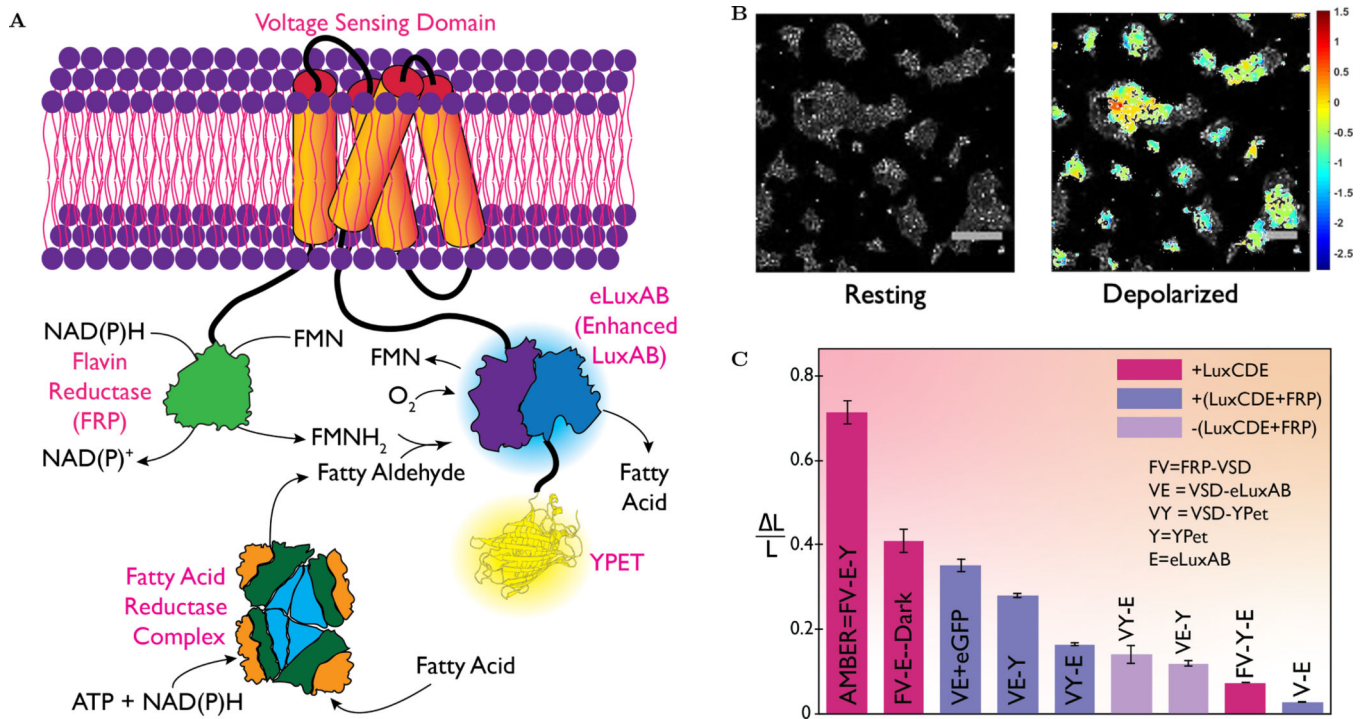 A
Voltage Sensing Domain
NAD(P)H
FMN
Flavin
Reductase
(FRP)
NAD(P)⁺
FMNH₂
Fatty Aldehyde
FMN
O₂
eLuxAB
(Enhanced
LuxAB)
Fatty
Acid
YPET
Fatty Acid
Reductase
Complex
ATP + NAD(P)H
Fatty Acid
B
Resting
Depolarized
1.5
1
0.5
0
-0.5
-1
-1.5
-2
-2.5
C
ΔL
L
0.8
0.6
0.4
0.2
0
+LuxCDE
+(LuxCDE+FRP)
-(LuxCDE+FRP)
FV=FRP-VSD
VE =VSD-eLuxAB
VY =VSD-YPet
Y=YPet
E=eLuxAB
AMBER=FV-E-Y
FV-E--Dark
VE+eGFP
VE-Y
VY-E
VY-E
VE-Y
FV-Y-E
V-E